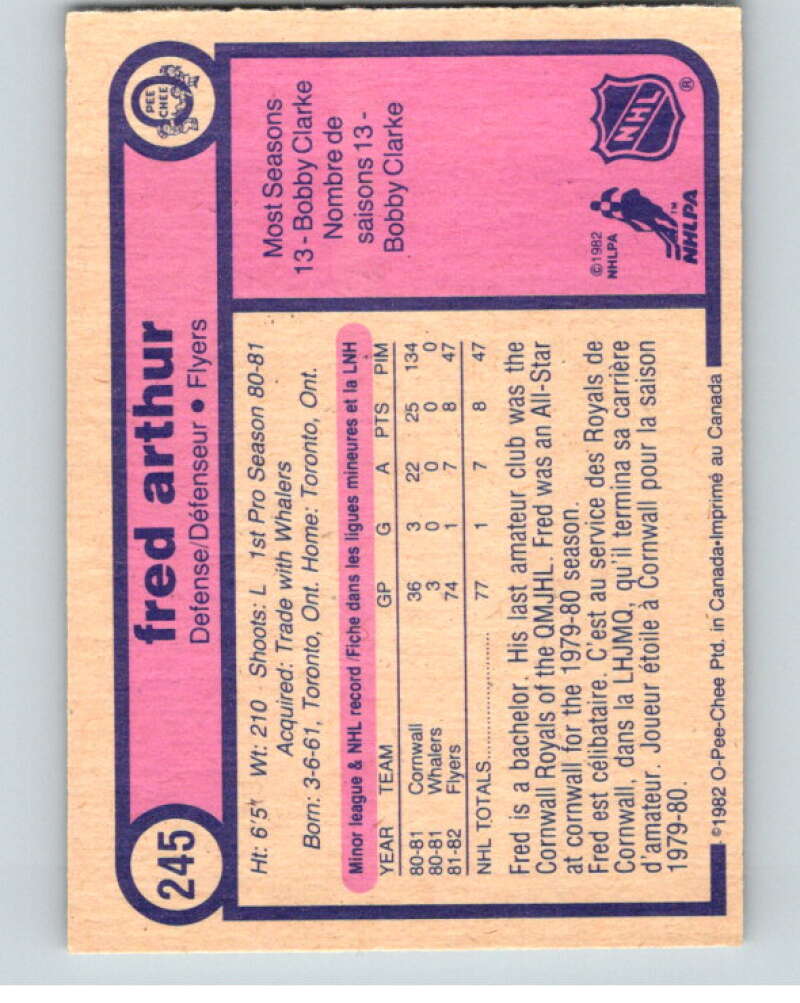 245
fred arthur
Defense/Défenseur • Flyers
O
PEE
CHEE
Ht: 6'5" Wt: 210 Shoots: L 1st Pro Season 80-81
Acquired: Trade with Whalers
Born: 3-6-61, Toronto, Ont. Home: Toronto, Ont.
Minor league & NHL record/Fiche dans les ligues mineures et la LNH
YEAR TEAM GP G A PTS PIM
80-81 Cornwall 36 3 22 25 134
80-81 Whalers 3 0 0 0 0
81-82 Flyers 74 1 7 8 47
NHL TOTALS.................... 77 1 7 8 47
Fred is a bachelor. His last amateur club was the
Cornwall Royals of the QMJHL. Fred was an All-Star
at cornwall for the 1979-80 season.
Fred est célibataire. C'est au service des Royals de
Cornwall, dans la LHJMQ, qu'il termina sa carrière
d'amateur. Joueur étoile à Cornwall pour la saison
1979-80.
Most Seasons
13 - Bobby Clarke
Nombre de
saisons 13 -
Bobby Clarke
©1982
NHLPA
TM
NHLPA
NHL
®
©1982 O-Pee-Chee Ptd. in Canada•Imprimé au Canada